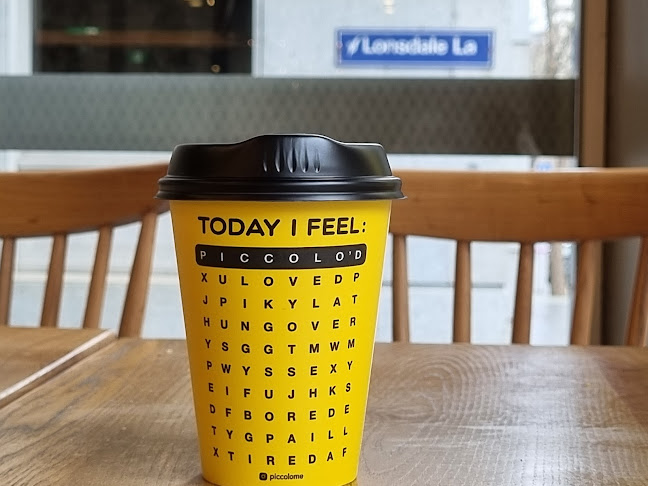 Lonsdale La
TODAY I FEEL:
PICCOLO'D
XULOVEDP
JPIKYLAT
HUNGOVER
YSGGTMWM
PWYSSEXY
EIFUJHKS
DFBOREDE
TYGPAILL
XTIREDAF
piccolome